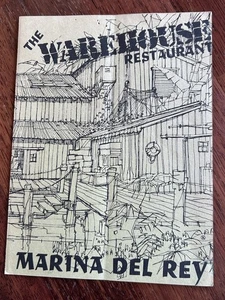 THE
WAREHOUSE
RESTAURANT
MARINA DEL REY